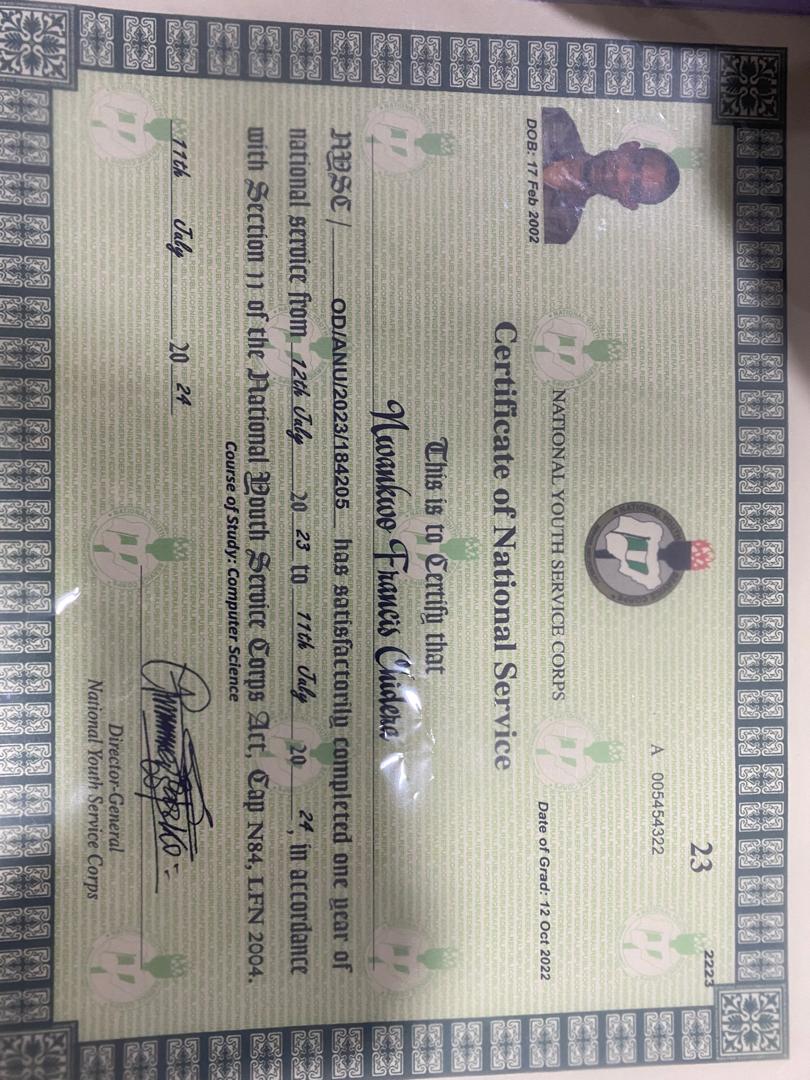 23
2223
A 005454322
NATIONAL YOUTH SERVICE CORPS
DOB: 17 Feb 2002
Date of Grad: 12 Oct 2022
Certificate of National Service
This is to Certify that
Nwankwo Francis Chidera
NYSC / OD/ANU/2023/184205 has satisfactorily completed one year of
national service from 12th July 20 23 to 11th July 20 24, in accordance
with Section 11 of the National Youth Service Corps Act, Cap N84, LFN 2004.
Course of Study: Computer Science
11th July 20 24
Director-General
National Youth Service Corps